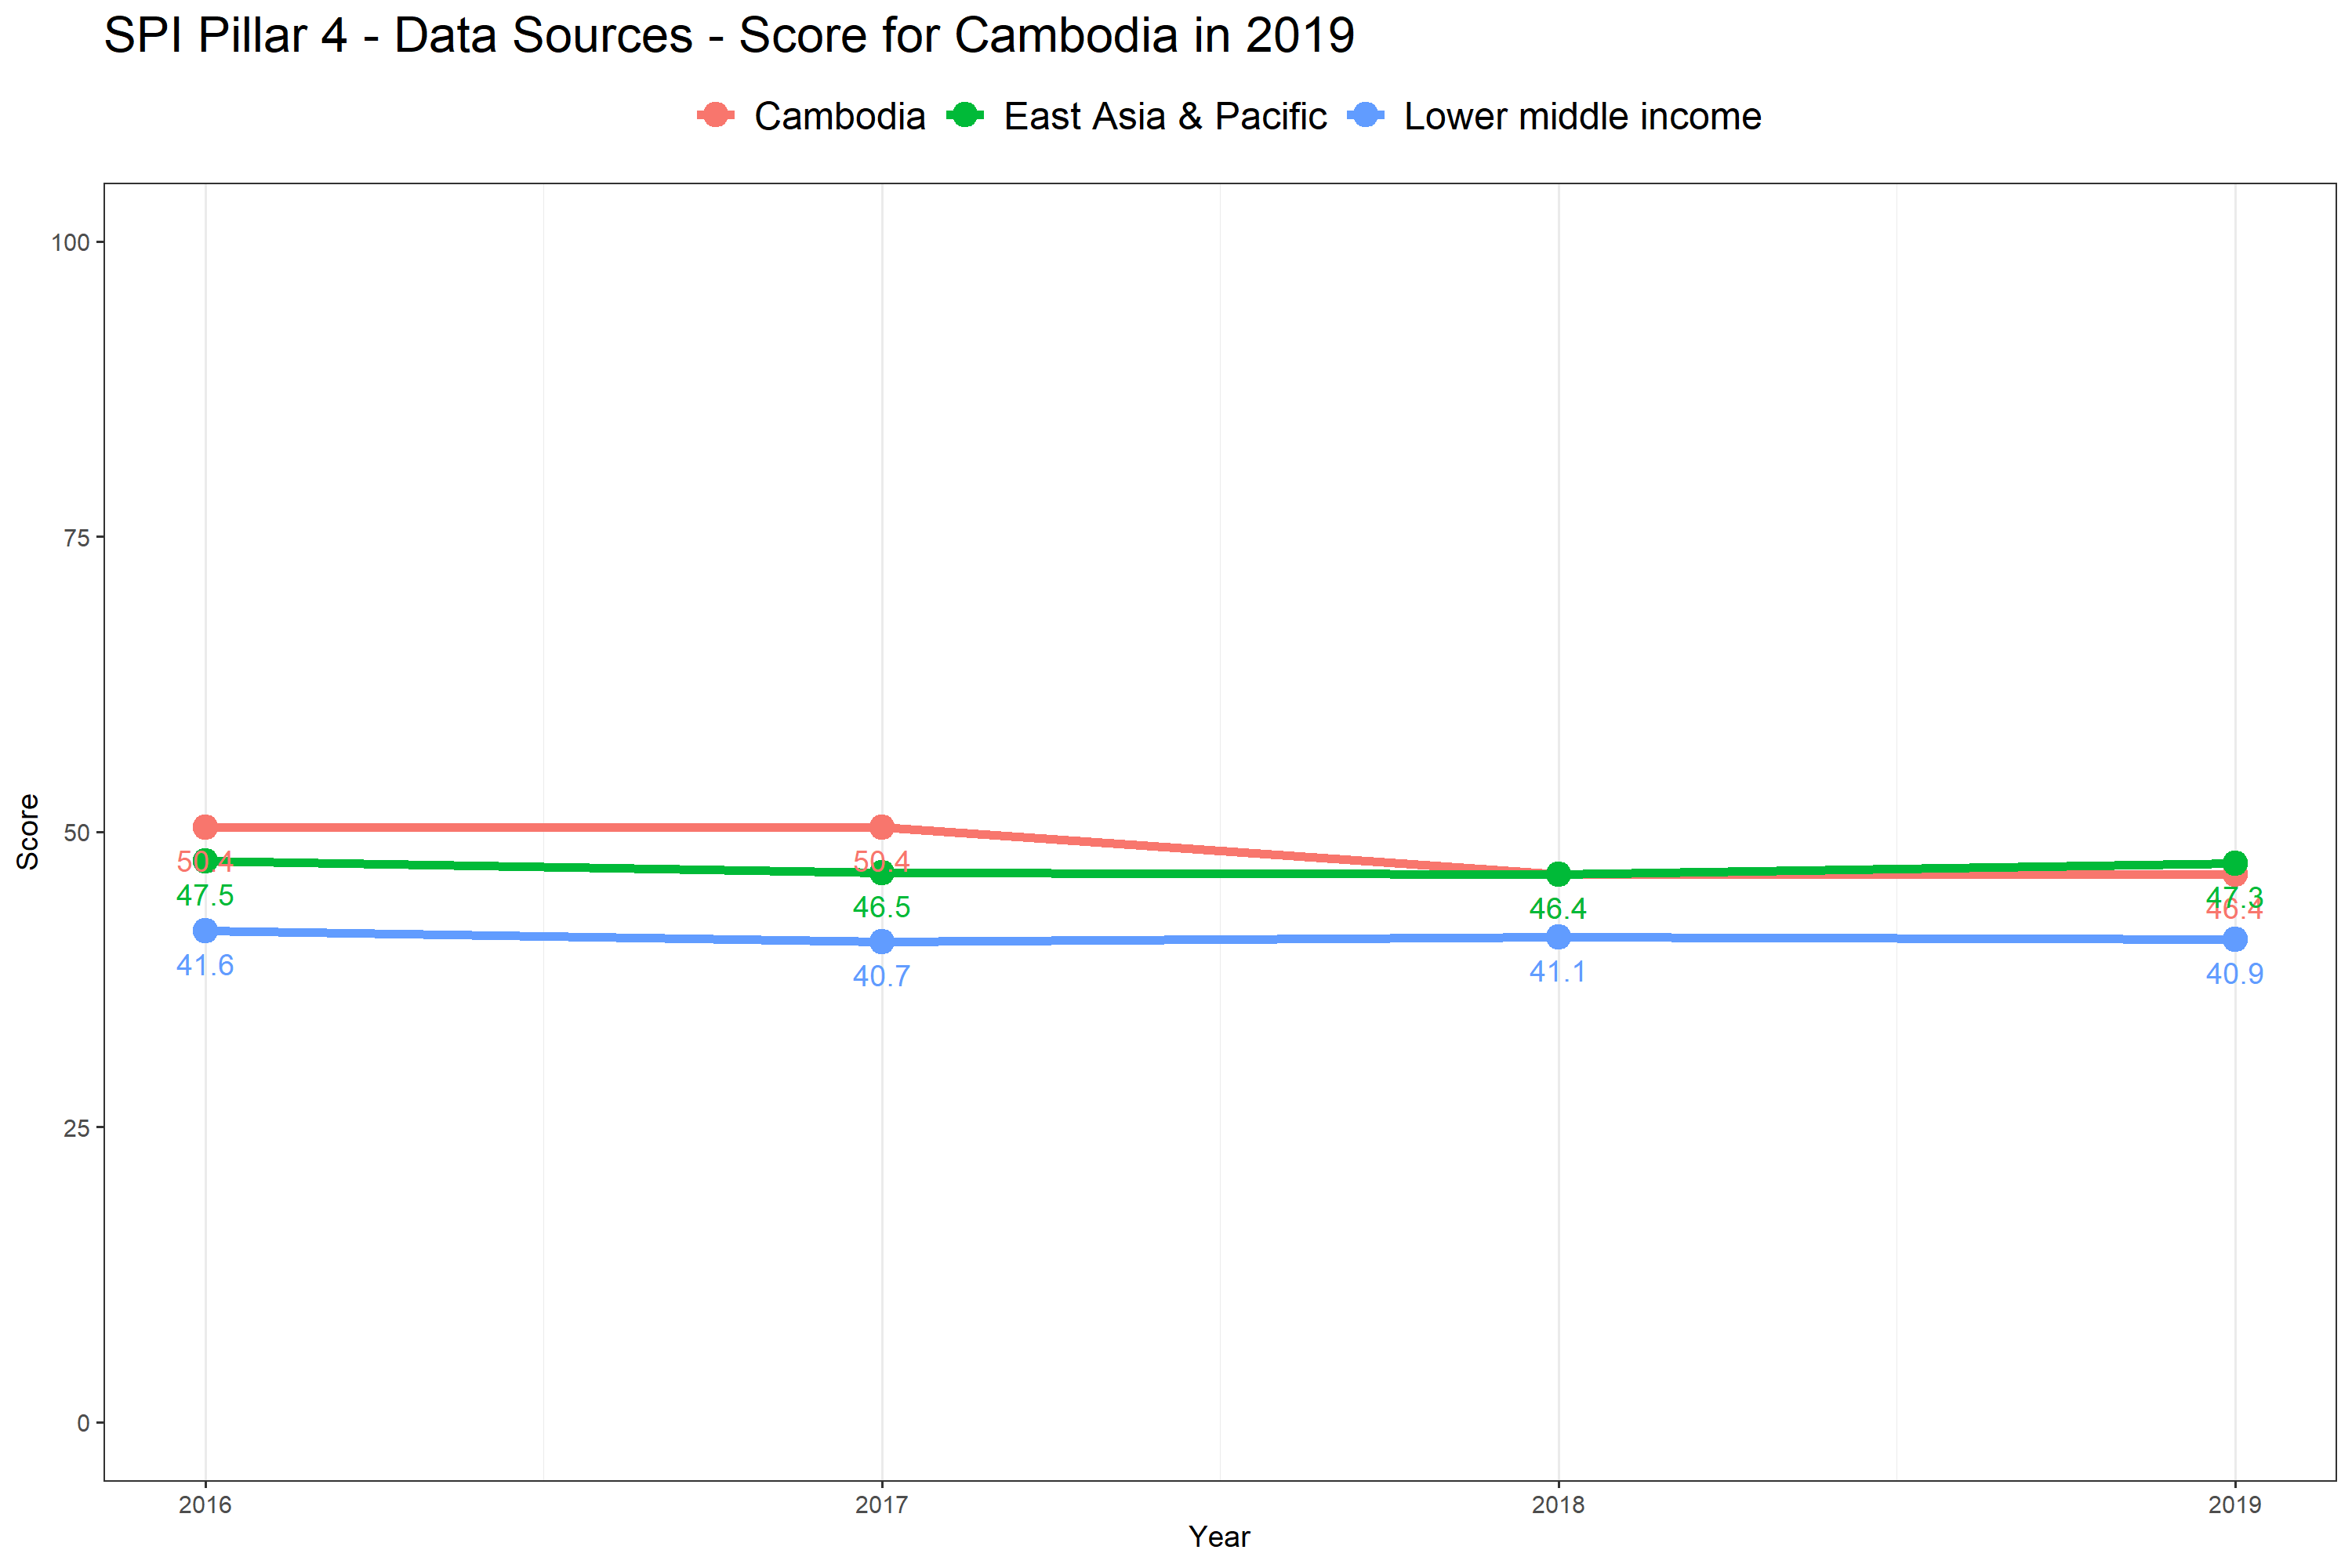 SPI Pillar 4 - Data Sources - Score for Cambodia in 2019
Cambodia East Asia & Pacific Lower middle income
100
75
50
25
0
Score
50.4 50.4
47.5 46.5 46.4 47.3
46.4
41.6 40.7 41.1 40.9
2016 2017 2018 2019
Year